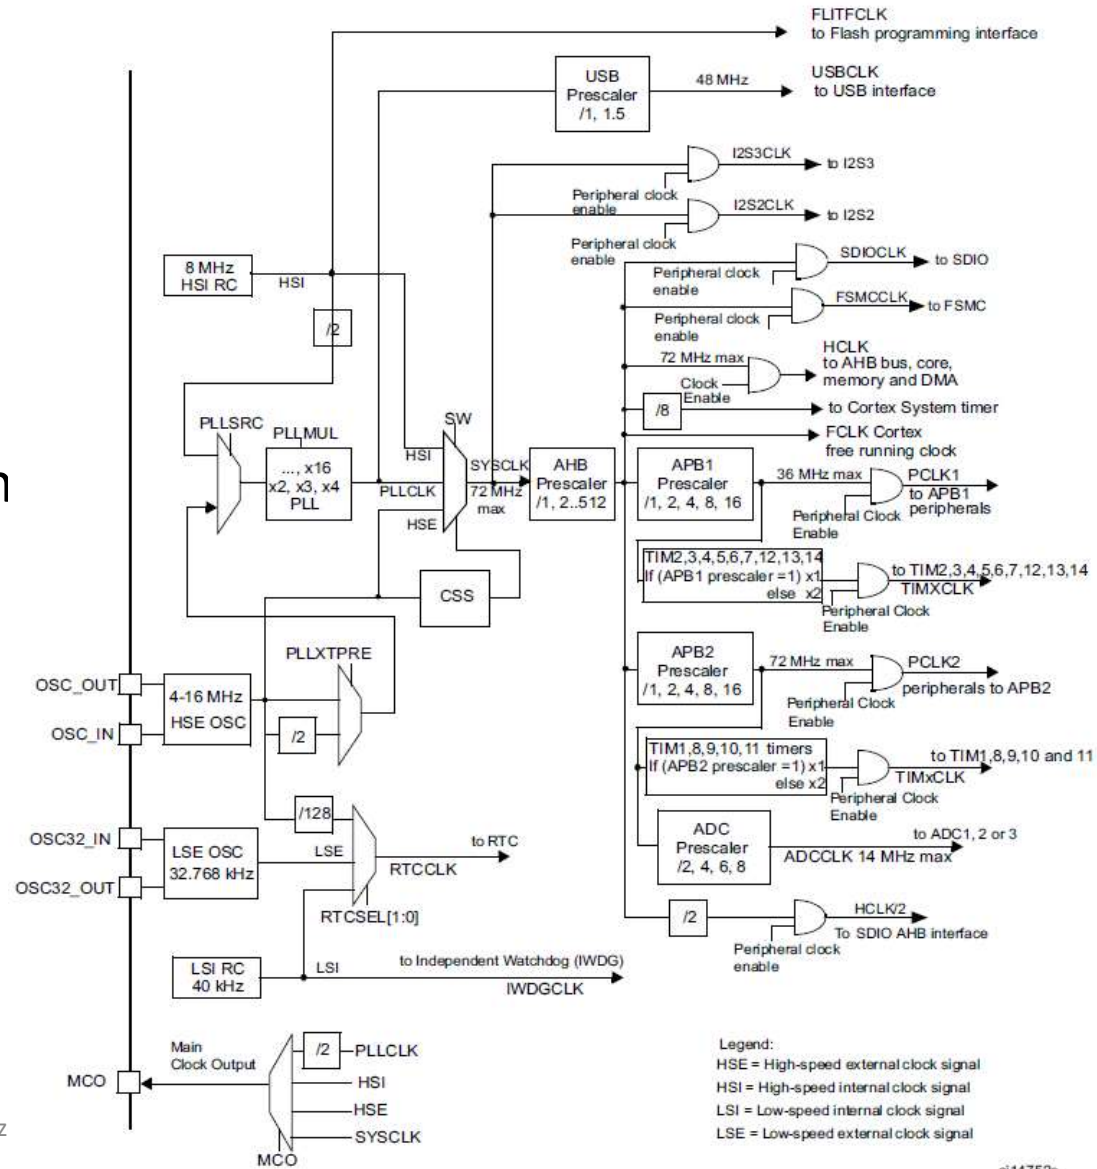 FLITFCLK
to Flash programming interface
USB
Prescaler
/1, 1.5
48 MHz
USBCLK
to USB interface
I2S3CLK
to I2S3
Peripheral clock
enable
I2S2CLK
to I2S2
Peripheral clock
enable
8 MHz
HSI RC
HSI
SDIOCLK
to SDIO
Peripheral clock
enable
FSMCCLK
to FSMC
Peripheral clock
enable
/2
72 MHz max
HCLK
to AHB bus, core,
memory and DMA
Clock
Enable
/8
to Cortex System timer
FCLK Cortex
free running clock
PLLSRC
PLLMUL
..., x16
x2, x3, x4
PLL
SW
HSI
PLLCLK
HSE
SYSCLK
72 MHz
max
AHB
Prescaler
/1, 2..512
APB1
Prescaler
/1, 2, 4, 8, 16
36 MHz max
PCLK1
to APB1
peripherals
Peripheral Clock
Enable
n
CSS
TIM2,3,4,5,6,7,12,13,14
If (APB1 prescaler =1) x1
else x2
to TIM2,3,4,5,6,7,12,13,14
TIMXCLK
Peripheral Clock
Enable
PLLXTPRE
OSC_OUT
OSC_IN
4-16 MHz
HSE OSC
/2
APB2
Prescaler
/1, 2, 4, 8, 16
72 MHz max
PCLK2
peripherals to APB2
Peripheral Clock
Enable
TIM1,8,9,10,11 timers
If (APB2 prescaler =1) x1
else x2
to TIM1,8,9,10 and 11
TIMxCLK
Peripheral Clock
Enable
/128
OSC32_IN
OSC32_OUT
LSE OSC
32.768 kHz
LSE
to RTC
RTCCLK
RTCSEL[1:0]
ADC
Prescaler
/2, 4, 6, 8
to ADC1, 2 or 3
ADCCLK 14 MHz max
/2
HCLK/2
To SDIO AHB interface
Peripheral clock
enable
LSI RC
40 kHz
LSI
to Independent Watchdog (IWDG)
IWDGCLK
Main
Clock Output
MCO
/2
PLLCLK
HSI
HSE
SYSCLK
MCO
Legend:
HSE = High-speed external clock signal
HSI = High-speed internal clock signal
LSI = Low-speed internal clock signal
LSE = Low-speed external clock signal
z